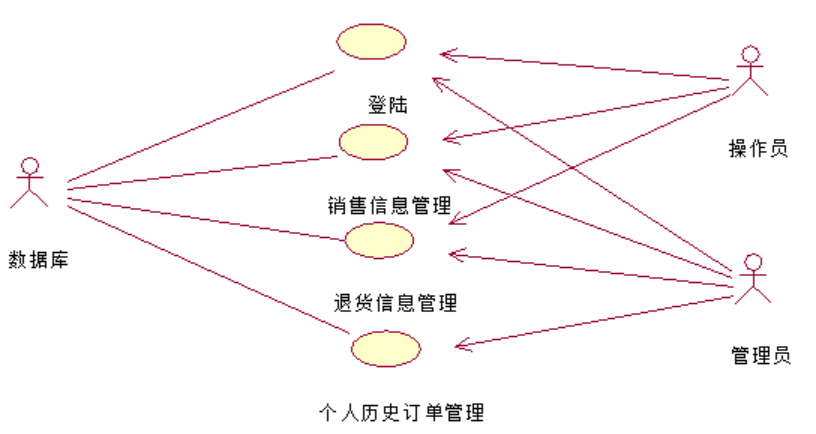 登陆
操作员
销售信息管理
数据库
退货信息管理
管理员
个人历史订单管理